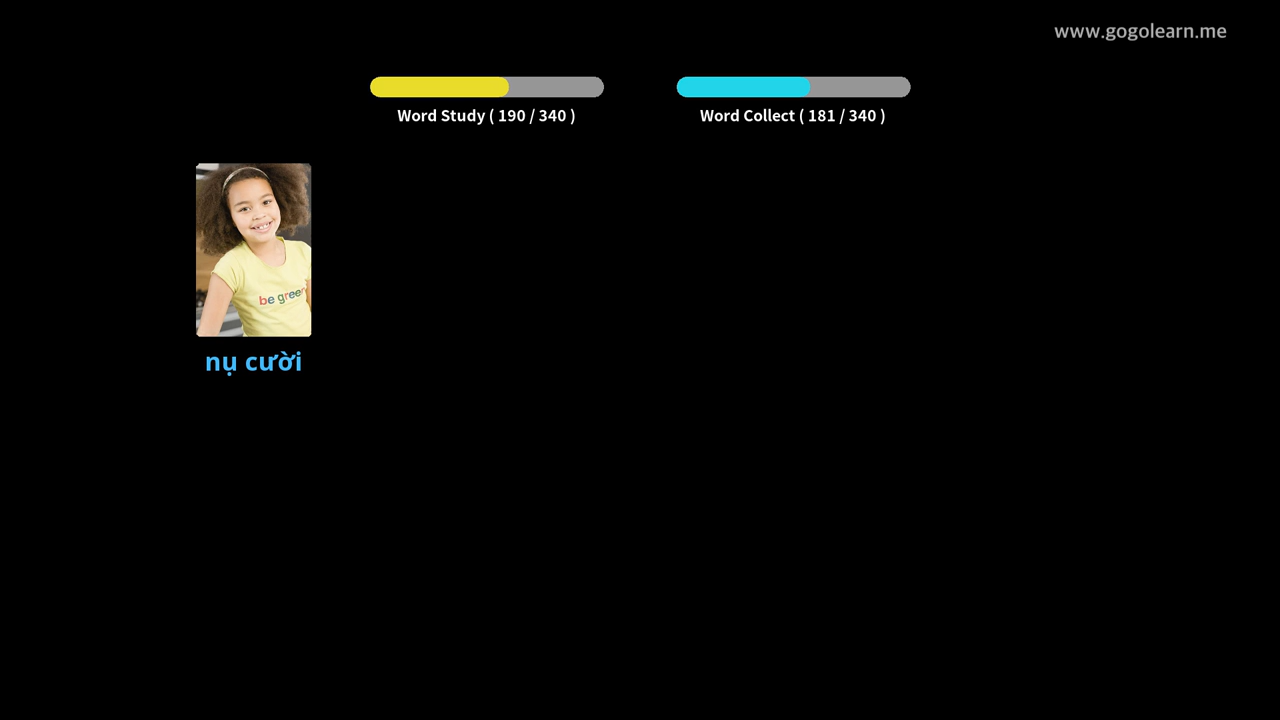 www.gogolearn.me
Word Study ( 190 / 340 )
Word Collect ( 181 / 340 )
be green
nụ cười